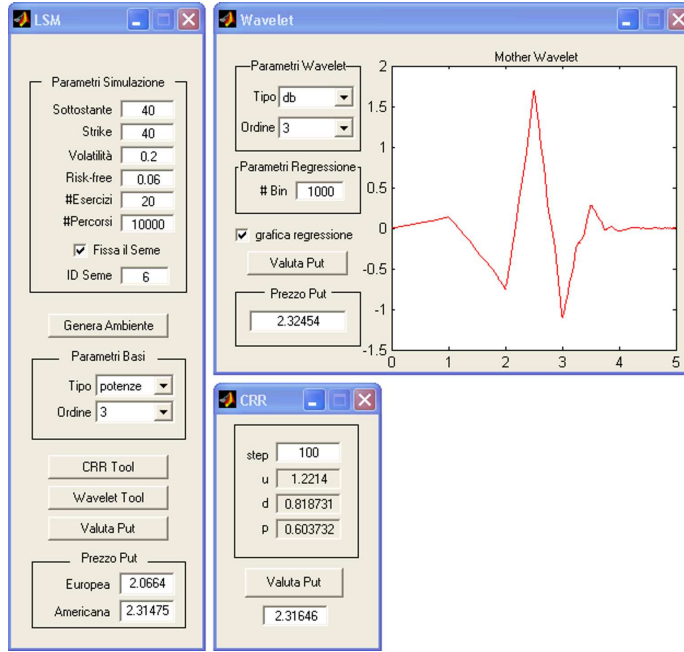 LSM
Parametri Simulazione
Sottostante 40
Strike 40
Volatilità 0.2
Risk-free 0.06
#Esercizi 20
#Percorsi 10000
Fissa il Seme
ID Seme 6
Genera Ambiente
Parametri Basi
Tipo potenze
Ordine 3
CRR Tool
Wavelet Tool
Valuta Put
Prezzo Put
Europea 2.0664
Americana 2.31475
Wavelet
Parametri Wavelet
Tipo db
Ordine 3
Parametri Regressione
# Bin 1000
grafica regressione
Valuta Put
Prezzo Put
2.32454
Mother Wavelet
2
1.5
1
0.5
0
-0.5
-1
-1.5
0 1 2 3 4 5
CRR
step 100
u 1.2214
d 0.818731
p 0.603732
Valuta Put
2.31646